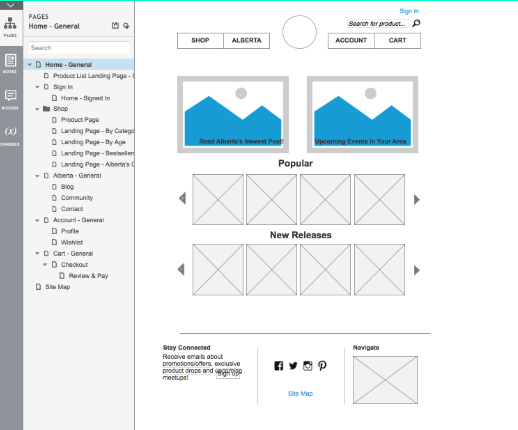 PAGES
Home - General
Search
Home - General
Product List Landing Page -
Sign In
Home - Signed In
Shop
Product Page
Landing Page - By Catego
Landing Page - By Age
Landing Page - Bestseller
Landing Page - Alberta's
Alberta - General
Blog
Community
Contact
Account - General
Profile
Wishlist
Cart - General
Checkout
Review & Pay
Site Map
PAGES
NOTES
DISCUSS
(x)
CONSOLE
Sign In
Search for product...
SHOP
ALBERTA
ACCOUNT
CART
Read Alberta's Newest Post!
Upcoming Events in Your Area
Popular
New Releases
Stay Connected
Receive emails about
promotions/offers, exclusive
product drops and upcoming
meetups!
Sign up
Site Map
Navigate